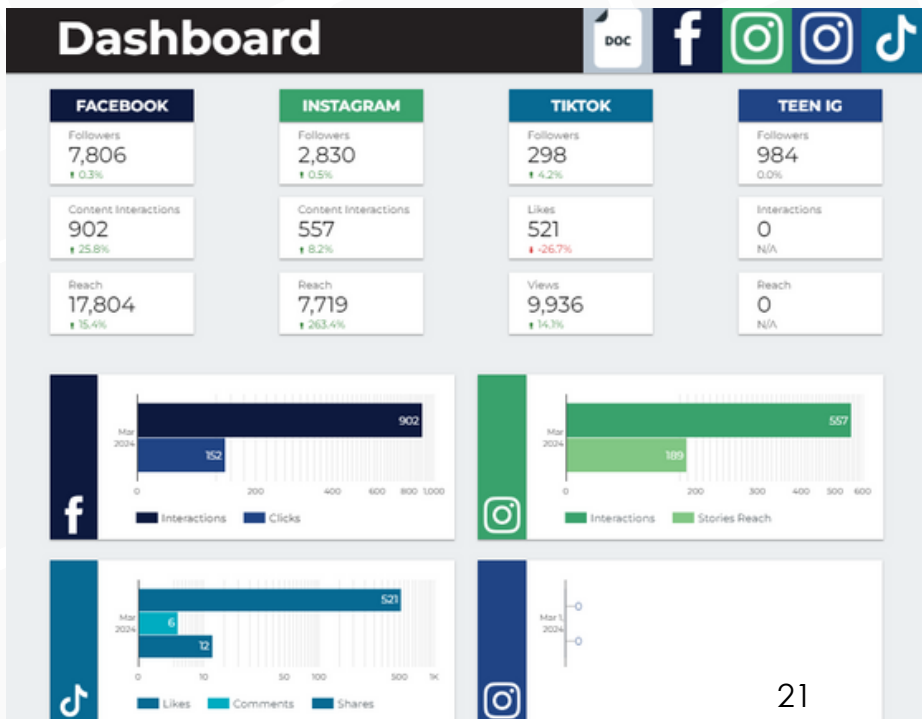 Dashboard
DOC
FACEBOOK
Followers
7,806
0.3%
Content Interactions
902
25.8%
Reach
17,804
15.4%
INSTAGRAM
Followers
2,830
0.5%
Content Interactions
557
8.2%
Reach
7,719
263.4%
TIKTOK
Followers
298
4.2%
Likes
521
-26.7%
Views
9,936
14.1%
TEEN IG
Followers
984
0.0%
Interactions
0
N/A
Reach
0
N/A
Mar
2024
902
152
0 200 400 600 800 1,000
Interactions Clicks
Mar
2024
557
189
0 200 300 400 500 600
Interactions Stories Reach
Mar
2024
521
6
12
0 10 50 100 500 1K
Likes Comments Shares
Mar 1,
2024
0
0
21